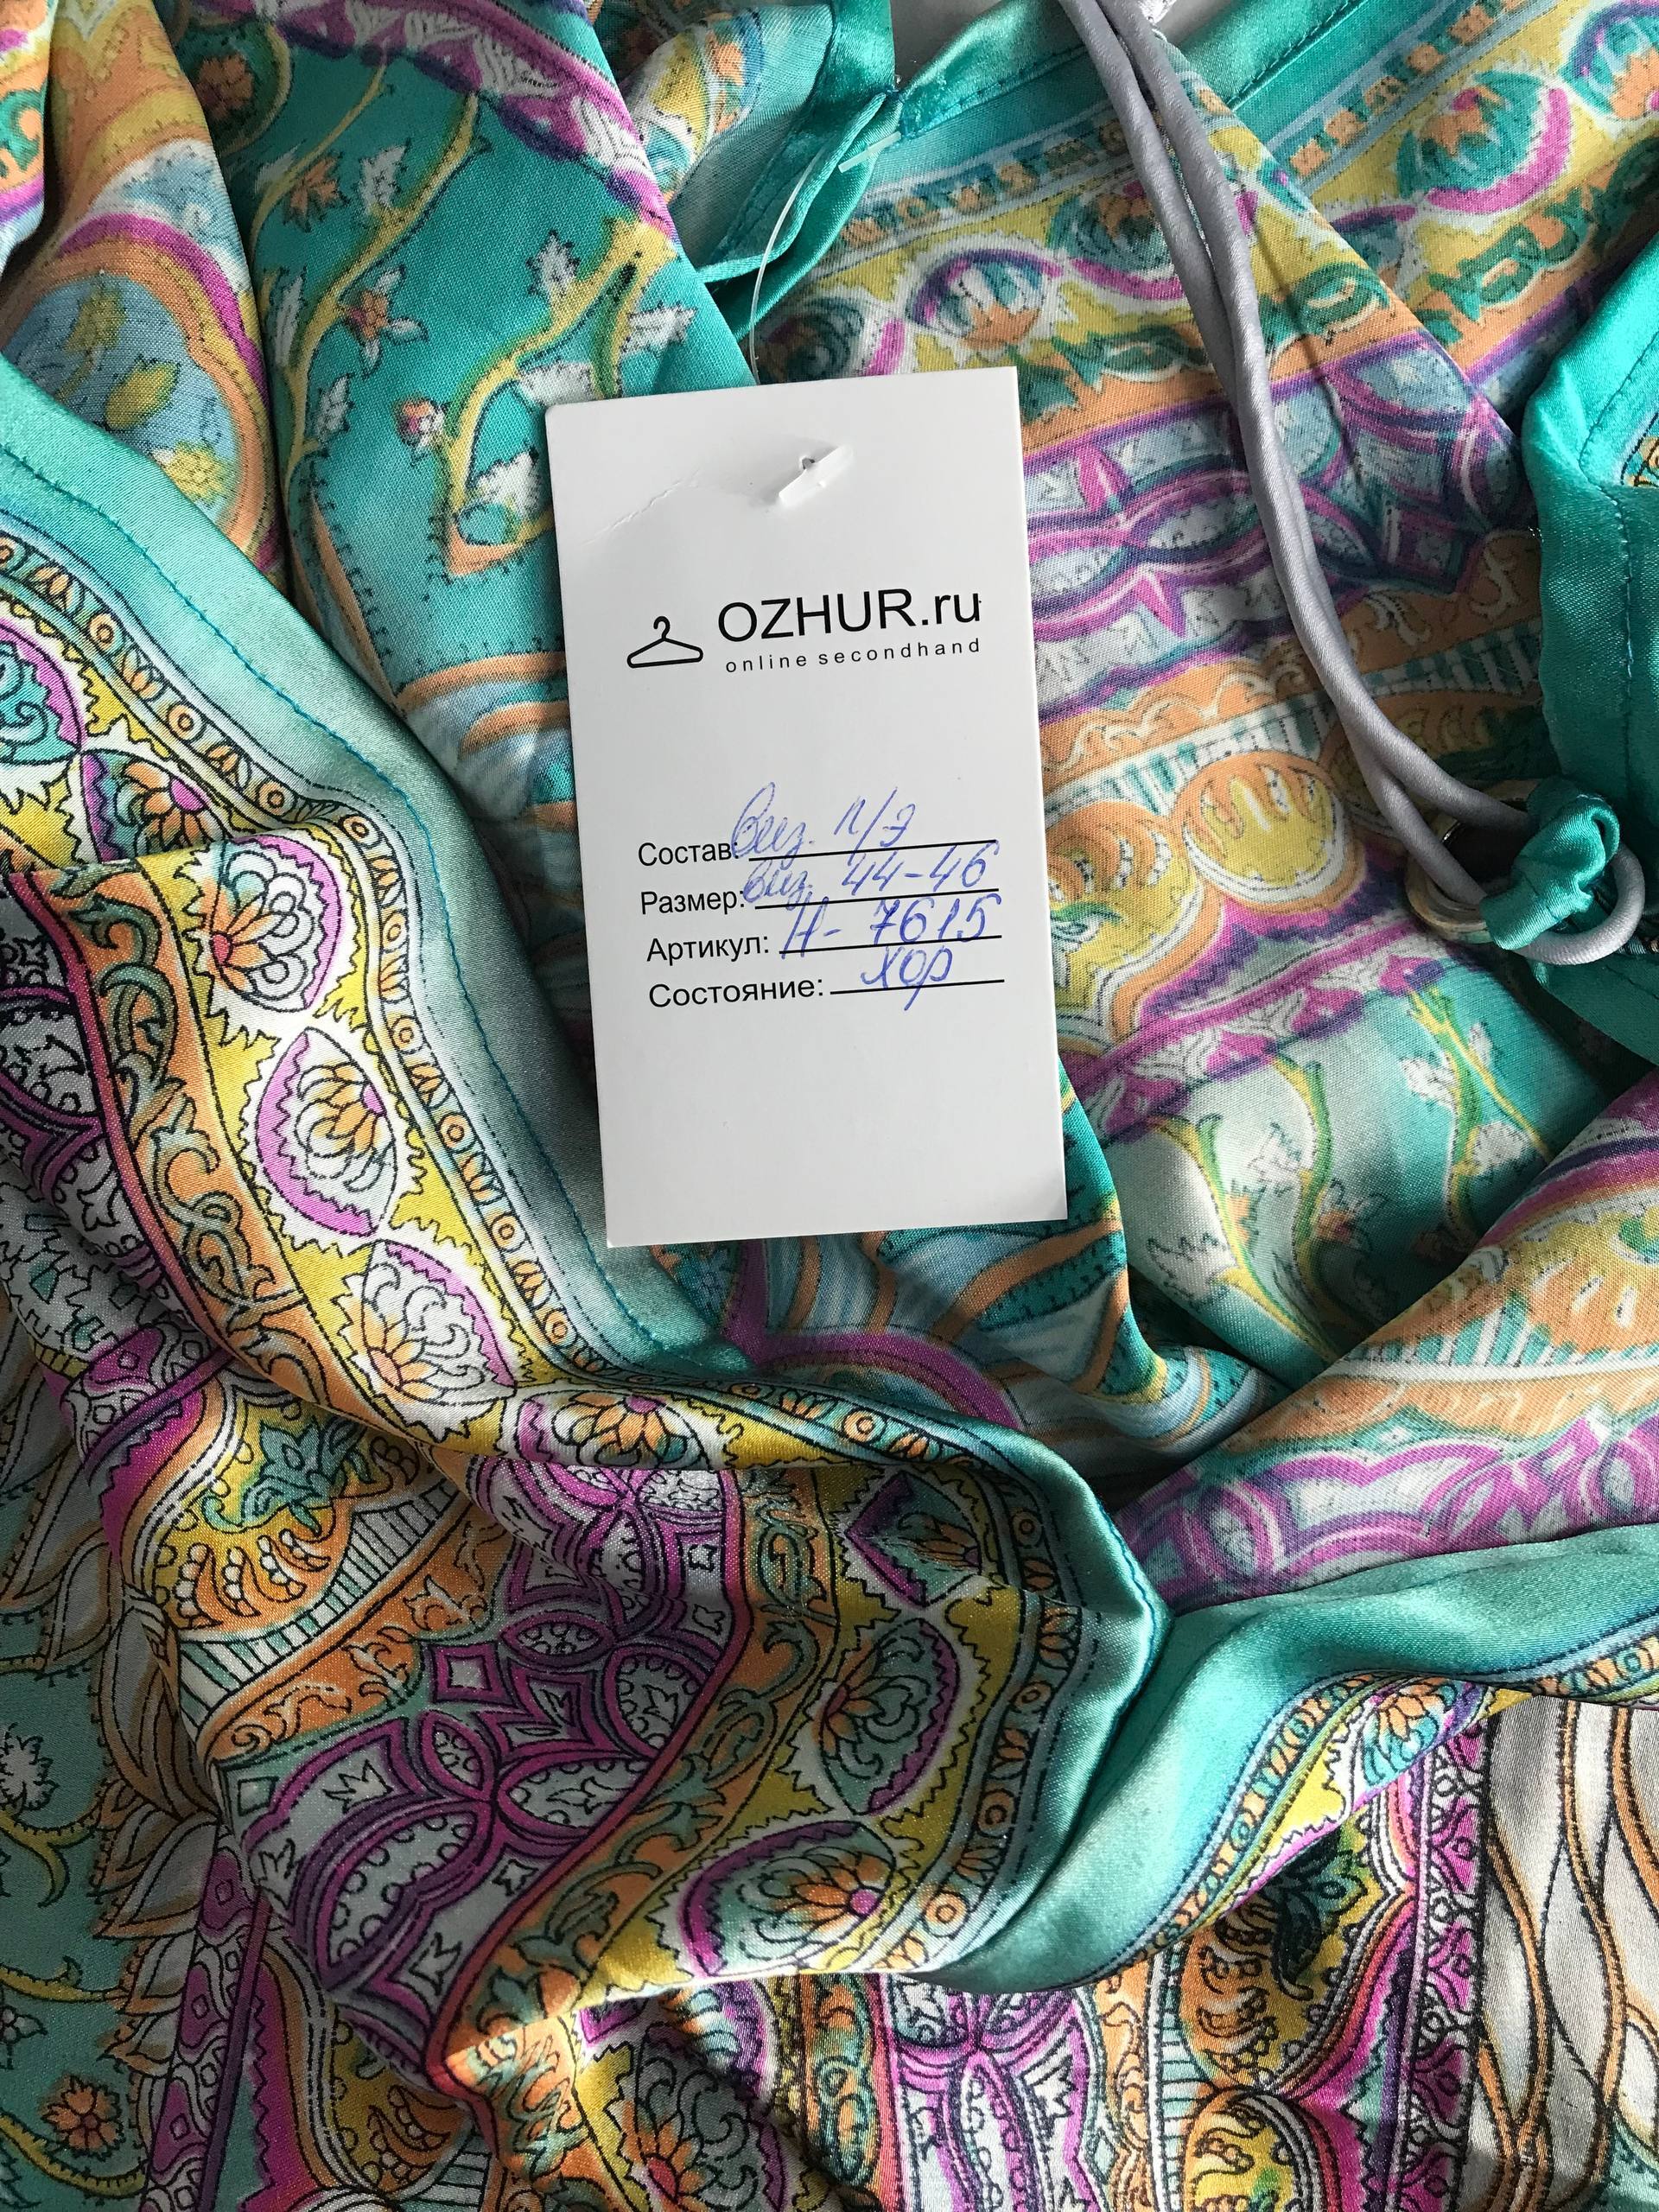 OZHUR.ru
online secondhand
Состав: Виз. п/э
Размер: Виз. 44-46
Артикул: Н- 7615
Состояние: хор